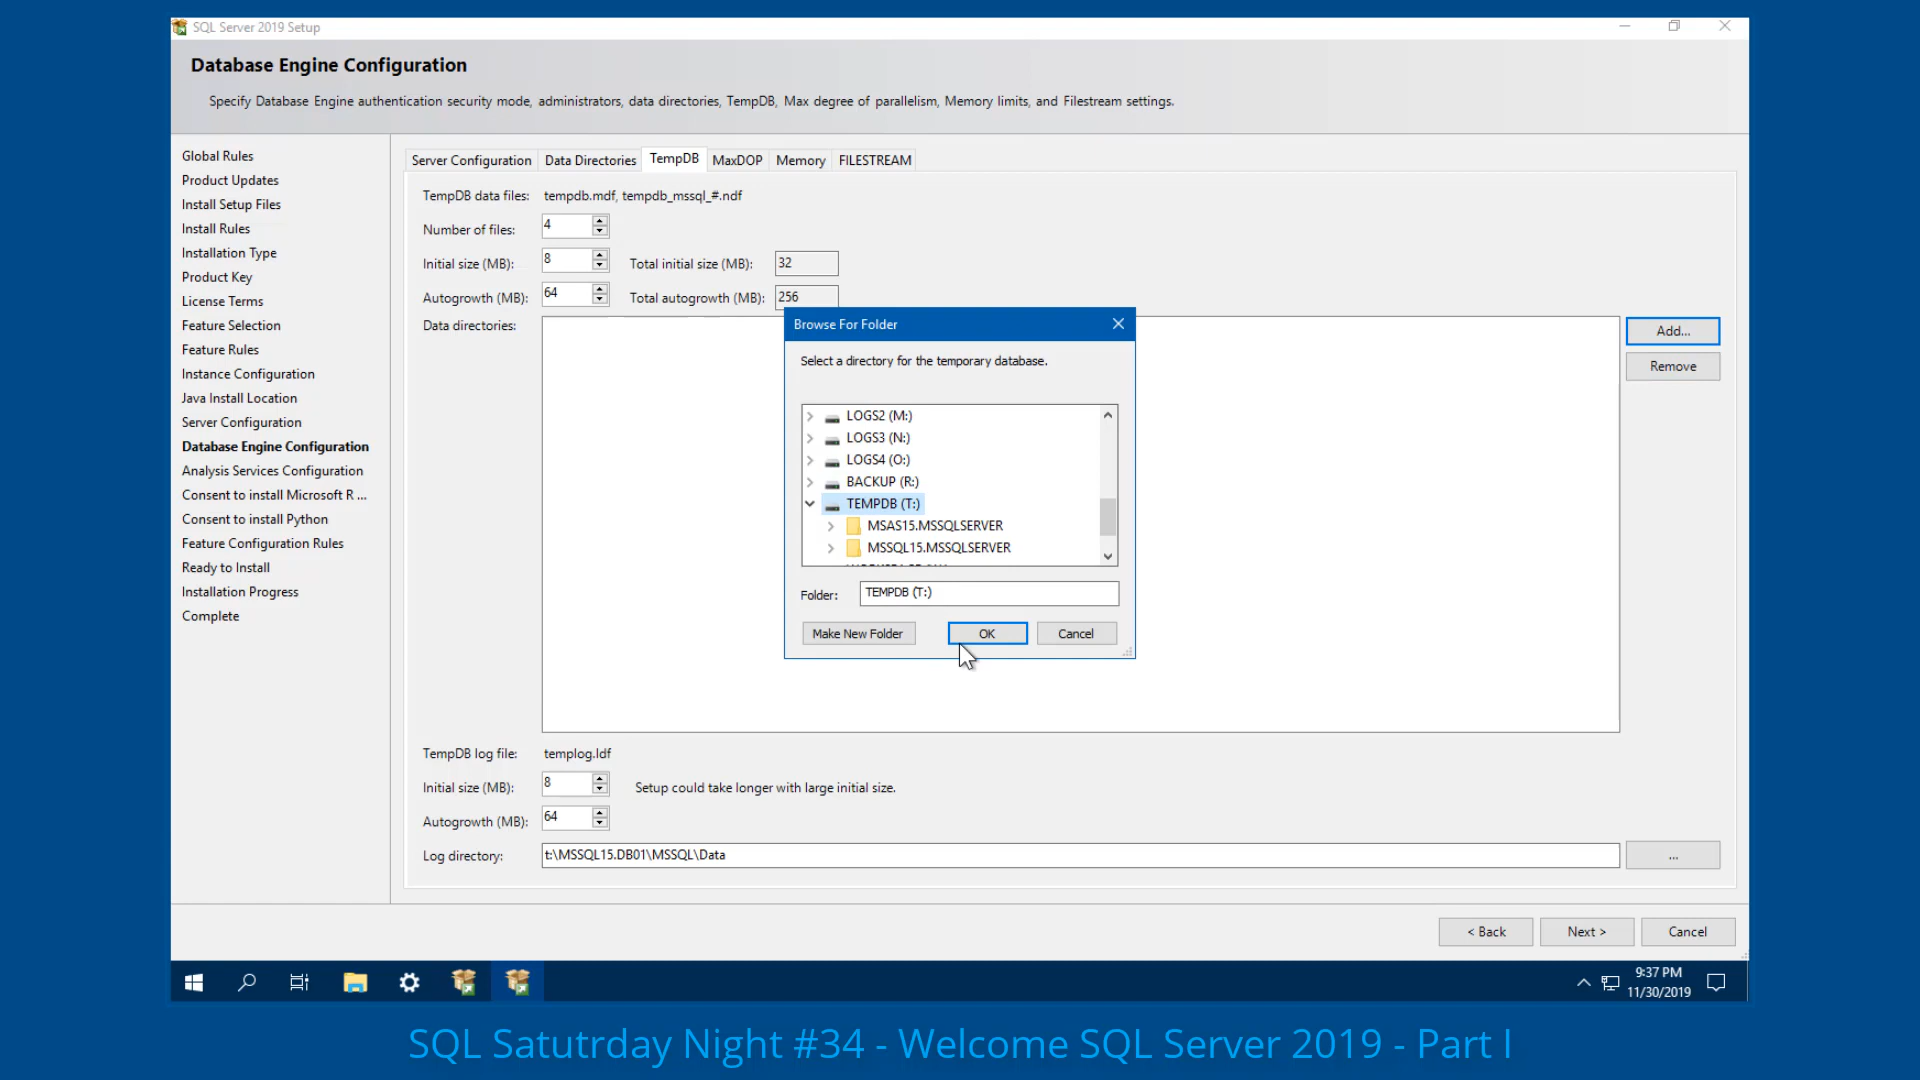 SQL Server 2019 Setup
Database Engine Configuration
Specify Database Engine authentication security mode, administrators, data directories, TempDB, Max degree of parallelism, Memory limits, and Filestream settings.
Global Rules
Product Updates
Install Setup Files
Install Rules
Installation Type
Product Key
License Terms
Feature Selection
Feature Rules
Instance Configuration
Java Install Location
Server Configuration
Database Engine Configuration
Analysis Services Configuration
Consent to install Microsoft R ...
Consent to install Python
Feature Configuration Rules
Ready to Install
Installation Progress
Complete
Server Configuration Data Directories TempDB MaxDOP Memory FILESTREAM
TempDB data files: tempdb.mdf, tempdb_mssql_#.ndf
Number of files: 4
Initial size (MB): 8 Total initial size (MB): 32
Autogrowth (MB): 64 Total autogrowth (MB): 256
Data directories:
Add...
Remove
Browse For Folder
Select a directory for the temporary database.
LOGS2 (M:)
LOGS3 (N:)
LOGS4 (O:)
BACKUP (R:)
TEMPDB (T:)
MSAS15.MSSQLSERVER
MSSQL15.MSSQLSERVER
Folder: TEMPDB (T:)
Make New Folder OK Cancel
TempDB log file: templog.ldf
Initial size (MB): 8 Setup could take longer with large initial size.
Autogrowth (MB): 64
Log directory: t:\MSSQL15.DB01\MSSQL\Data ...
< Back Next > Cancel
9:37 PM
11/30/2019
SQL Satutrday Night #34 - Welcome SQL Server 2019 - Part I